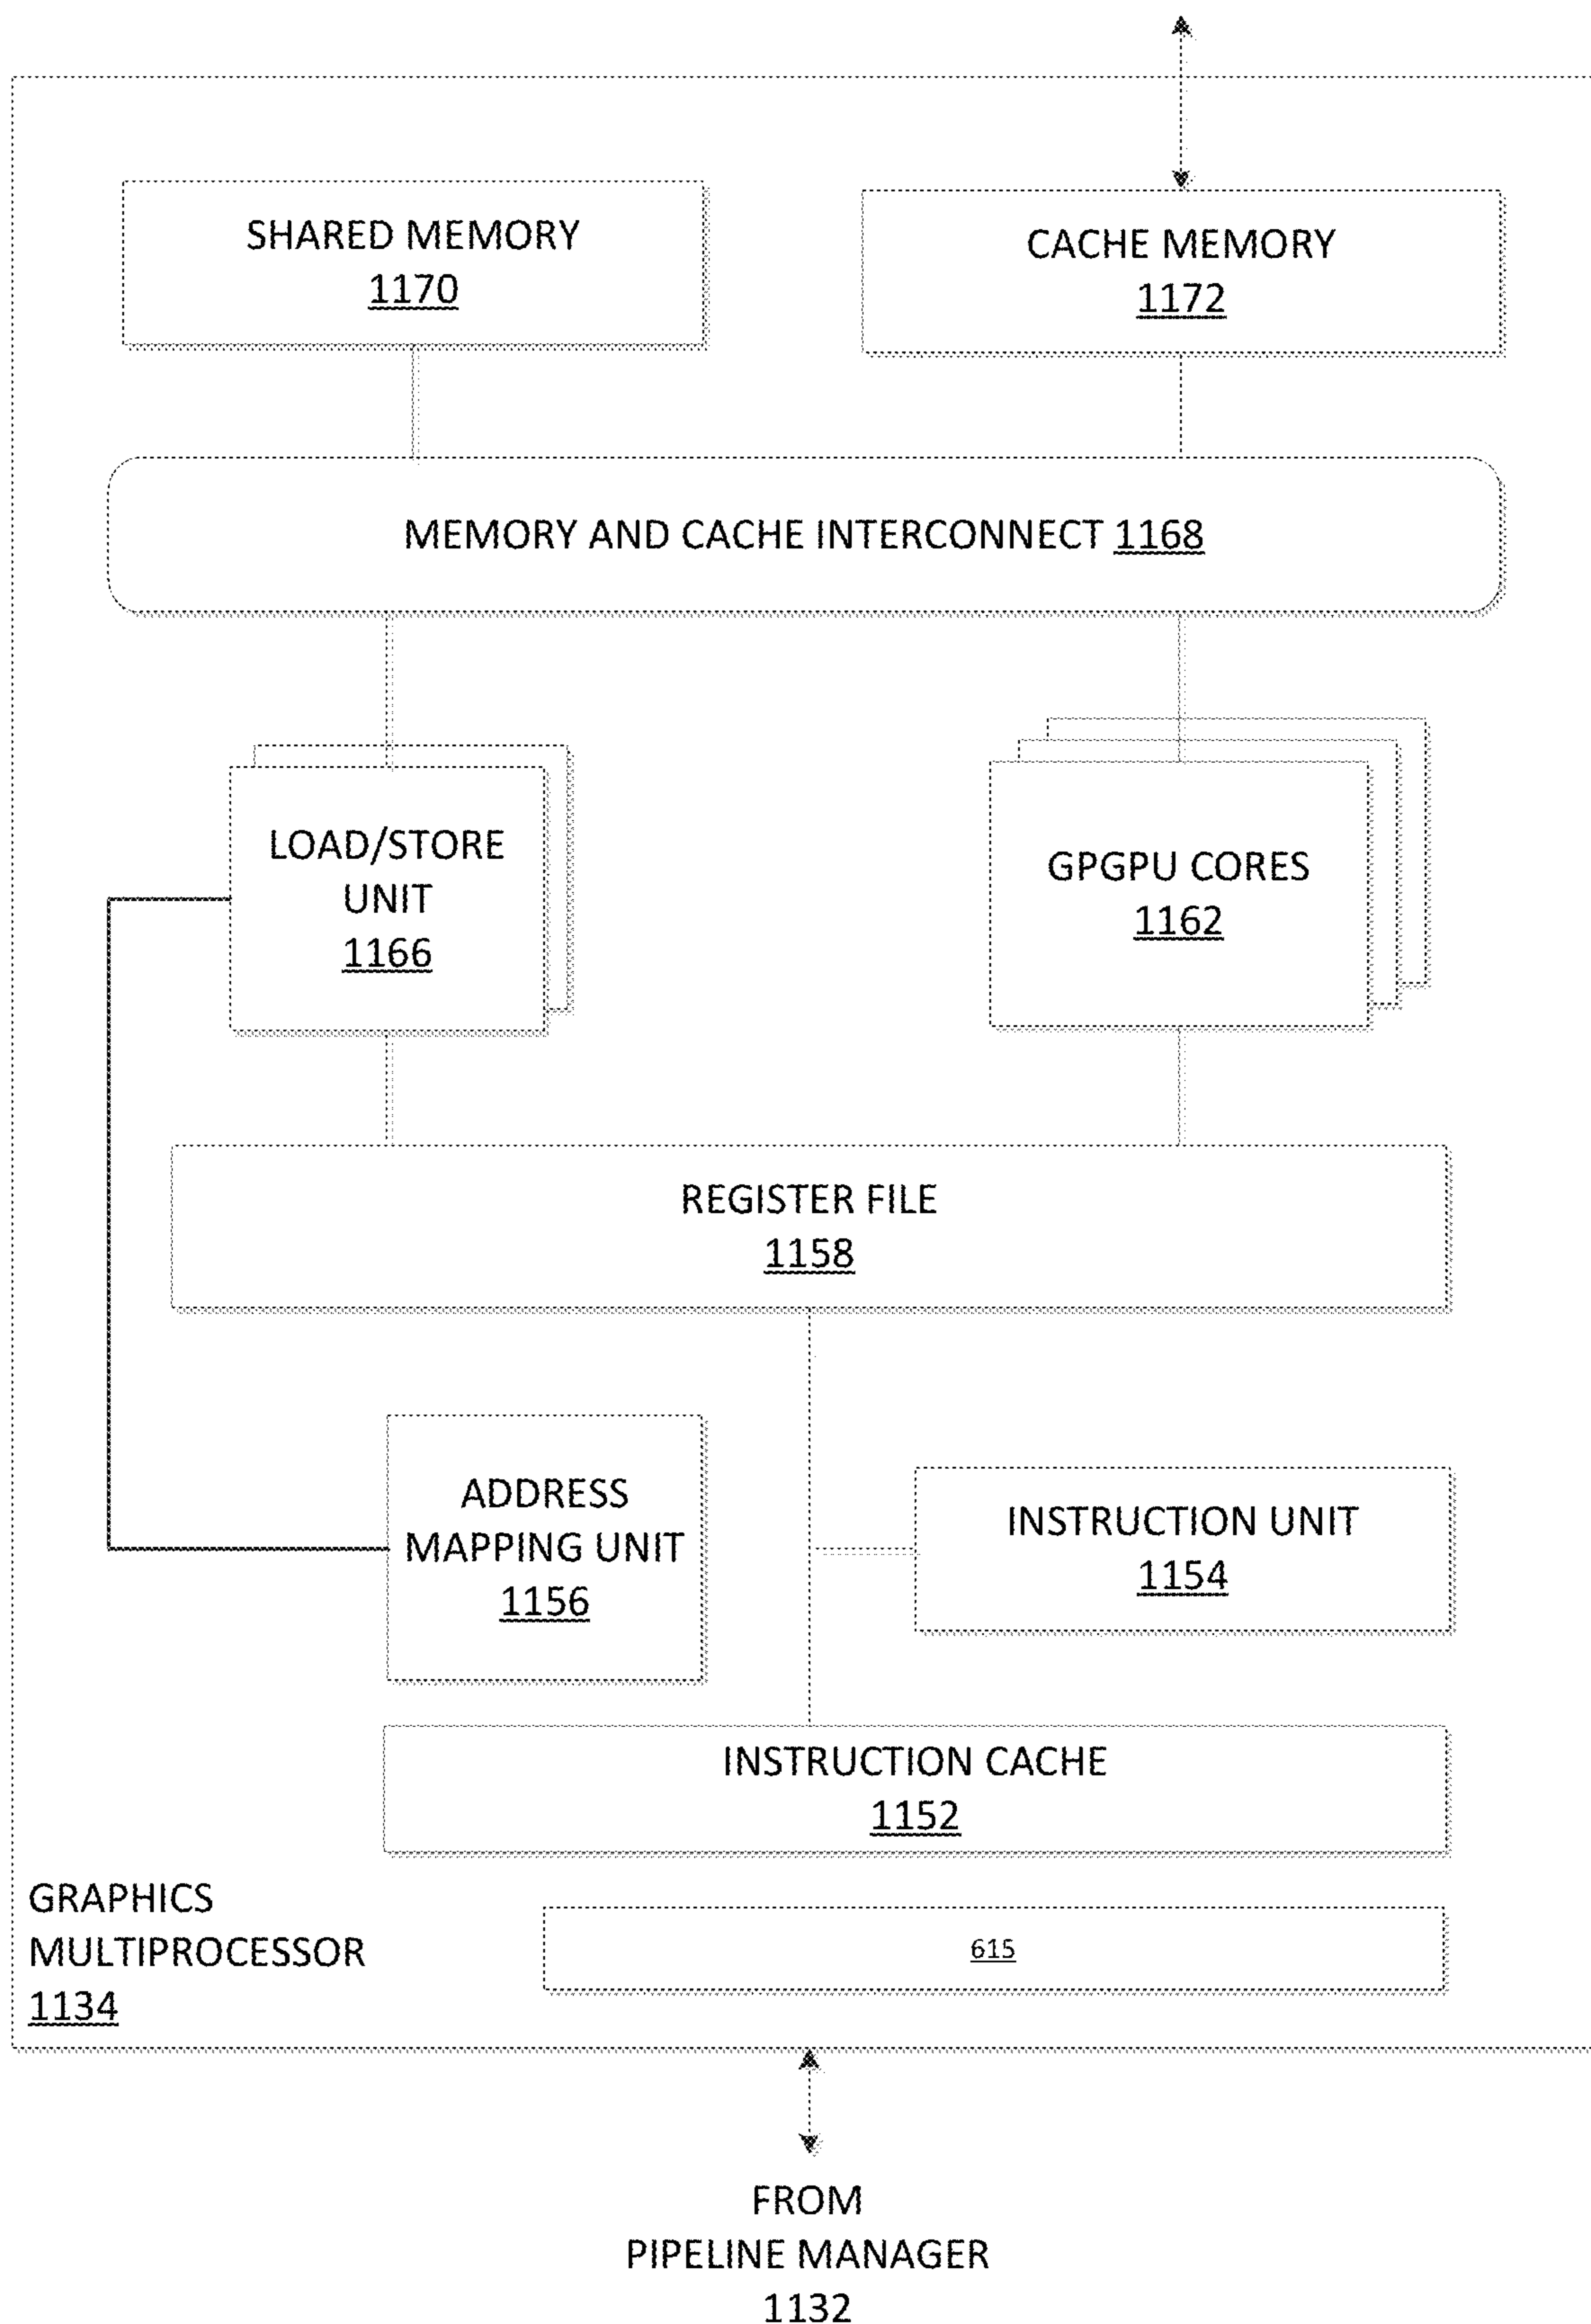 SHARED MEMORY
1170
CACHE MEMORY
1172
MEMORY AND CACHE INTERCONNECT 1168
LOAD/STORE
UNIT
1166
GPGPU CORES
1162
REGISTER FILE
1158
ADDRESS
MAPPING UNIT
1156
INSTRUCTION UNIT
1154
INSTRUCTION CACHE
1152
GRAPHICS
MULTIPROCESSOR
1134
615
FROM
PIPELINE MANAGER
1132